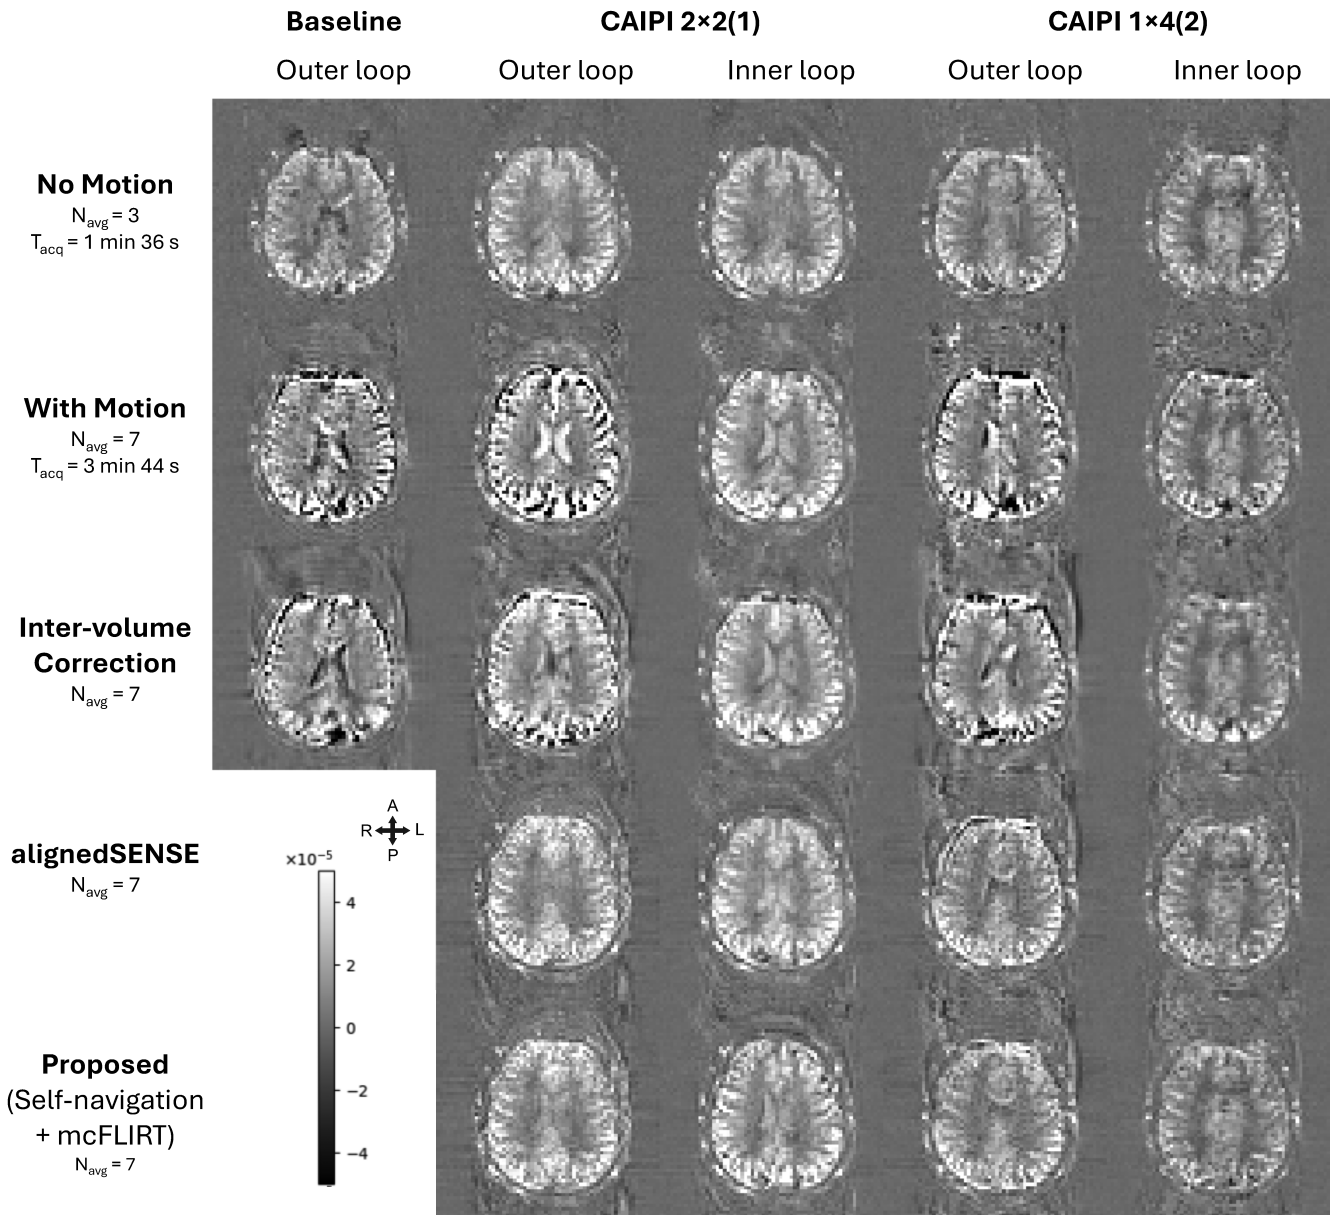 Baseline CAIPI 2×2(1) CAIPI 1×4(2)
Outer loop Outer loop Inner loop Outer loop Inner loop
No Motion
Navg = 3
Tacq = 1 min 36 s
With Motion
Navg = 7
Tacq = 3 min 44 s
Inter-volume
Correction
Navg = 7
alignedSENSE
Navg = 7
A
R L
P
×10−5
4
2
0
−2
−4
Proposed
(Self-navigation
+ mcFLIRT)
Navg = 7